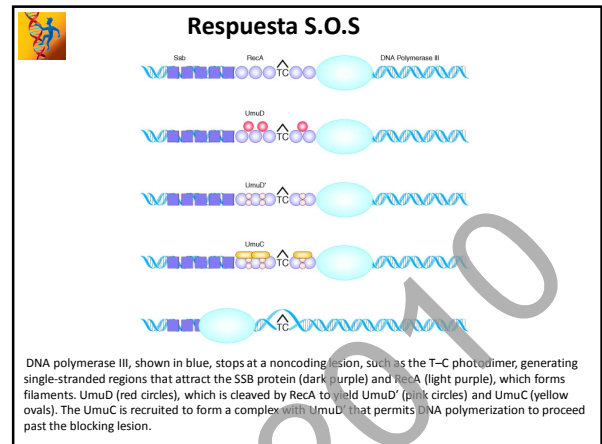 Respuesta S.O.S
Ssb RecA DNA Polymerase III
TC
UmuD
TC
UmuD'
TC
UmuC
TC
TC
DNA polymerase III, shown in blue, stops at a noncoding lesion, such as the T–C photodimer, generating
single-stranded regions that attract the SSB protein (dark purple) and RecA (light purple), which forms
filaments. UmuD (red circles), which is cleaved by RecA to yield UmuD' (pink circles) and UmuC (yellow
ovals). The UmuC is recruited to form a complex with UmuD' that permits DNA polymerization to proceed
past the blocking lesion.
2010